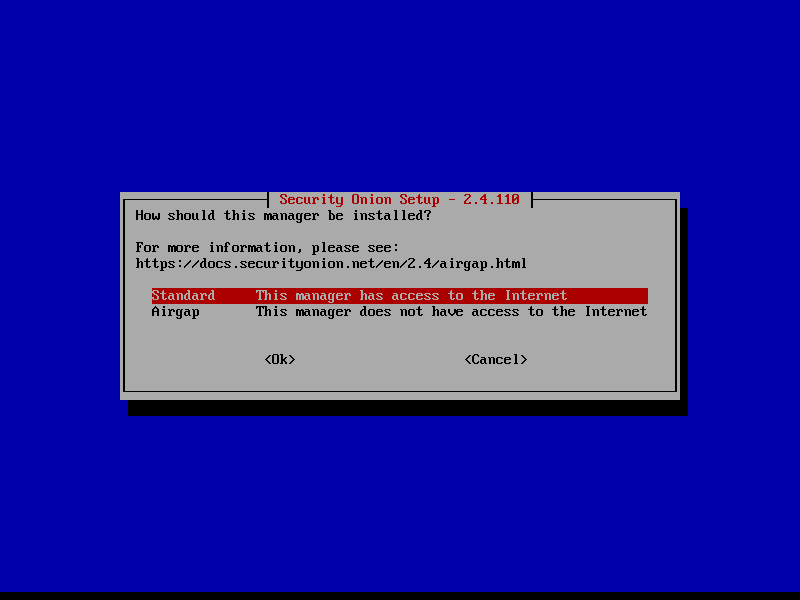 Security Onion Setup - 2.4.110
How should this manager be installed?
For more information, please see:
https://docs.securityonion.net/en/2.4/airgap.html
Standard This manager has access to the Internet
Airgap This manager does not have access to the Internet
<Ok> <Cancel>